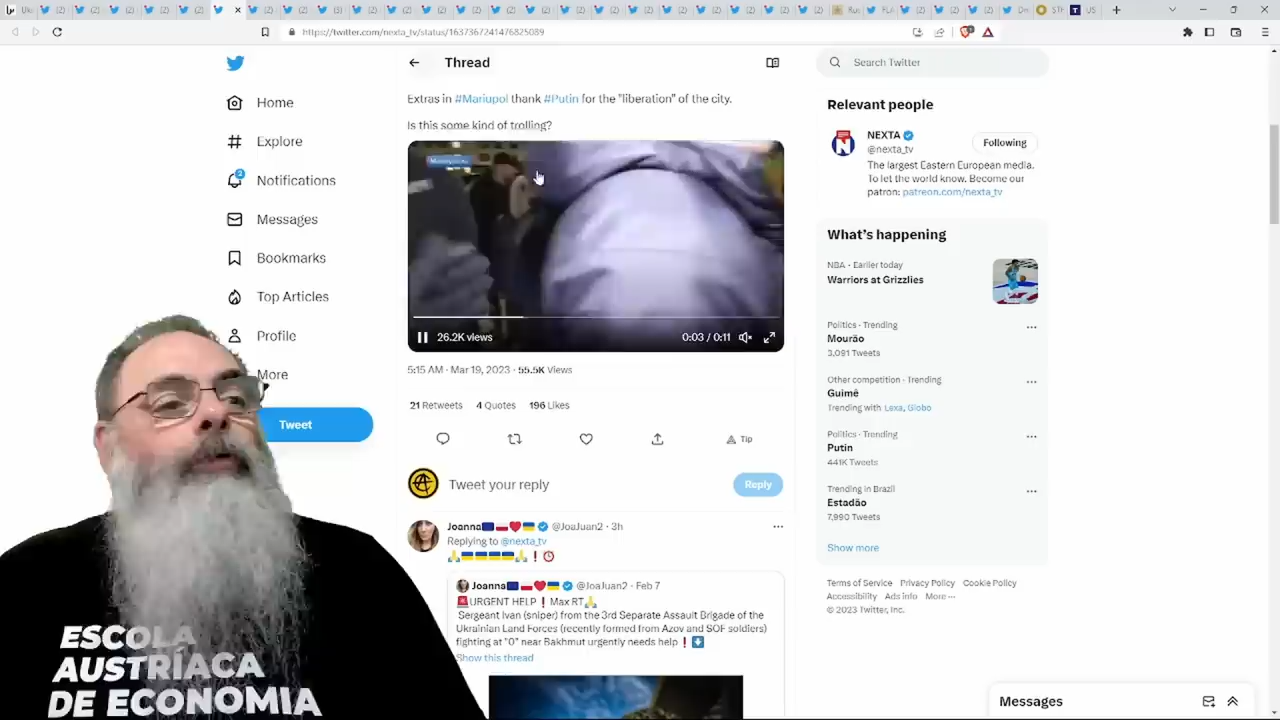 https://twitter.com/nexta_tv/status/1637367241476825089
Home
Explore
2
Notifications
Messages
Bookmarks
Top Articles
Profile
More
Tweet
Thread
Extras in #Mariupol thank #Putin for the "liberation" of the city.
Is this some kind of trolling?
26.2K views
0:03 / 0:11
5:15 AM · Mar 19, 2023 · 55.5K Views
21 Retweets 4 Quotes 196 Likes
Tip
Tweet your reply
Reply
Joanna @JoaJuan2 · 3h
Replying to @nexta_tv
Joanna @JoaJuan2 · Feb 7
URGENT HELP❗Max RT
Sergeant Ivan (sniper) from the 3rd Separate Assault Brigade of the
Ukrainian Land Forces (recently formed from Azov and SOF soldiers)
fighting at "0" near Bakhmut urgently needs help❗
Show this thread
Search Twitter
Relevant people
NEXTA
@nexta_tv
Following
The largest Eastern European media.
To let the world know. Become our
patron: patreon.com/nexta_tv
What's happening
NBA · Earlier today
Warriors at Grizzlies
Politics · Trending
Mourão
3,091 Tweets
Other competition · Trending
Guimê
Trending with Lexa, Globo
Politics · Trending
Putin
441K Tweets
Trending in Brazil
Estadão
7,990 Tweets
Show more
Terms of Service Privacy Policy Cookie Policy
Accessibility Ads info More ···
© 2023 Twitter, Inc.
Messages
ESCOLA
AUSTRÍACA
DE ECONOMIA